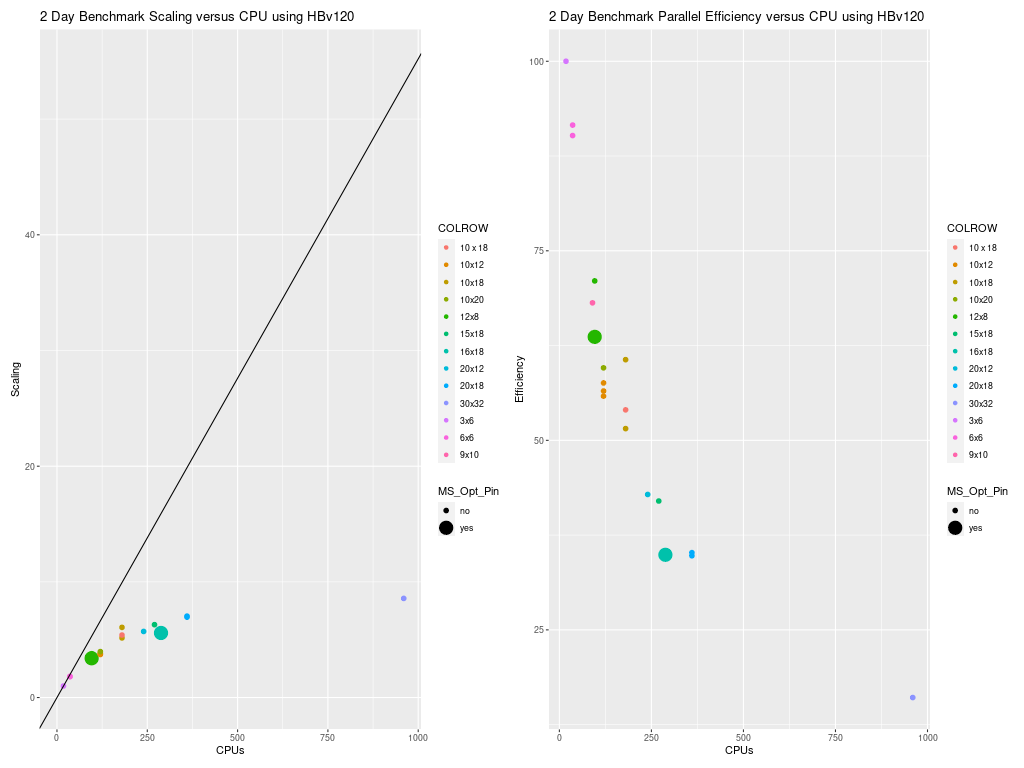 2 Day Benchmark Scaling versus CPU using HBv120
Scaling
40
20
0
0
250
500
750
1000
CPUs
COLROW
10 x 18
10x12
10x18
10x20
12x8
15x18
16x18
20x12
20x18
30x32
3x6
6x6
9x10
MS_Opt_Pin
no
yes
2 Day Benchmark Parallel Efficiency versus CPU using HBv120
Efficiency
100
75
50
25
0
250
500
750
1000
CPUs
COLROW
10 x 18
10x12
10x18
10x20
12x8
15x18
16x18
20x12
20x18
30x32
3x6
6x6
9x10
MS_Opt_Pin
no
yes